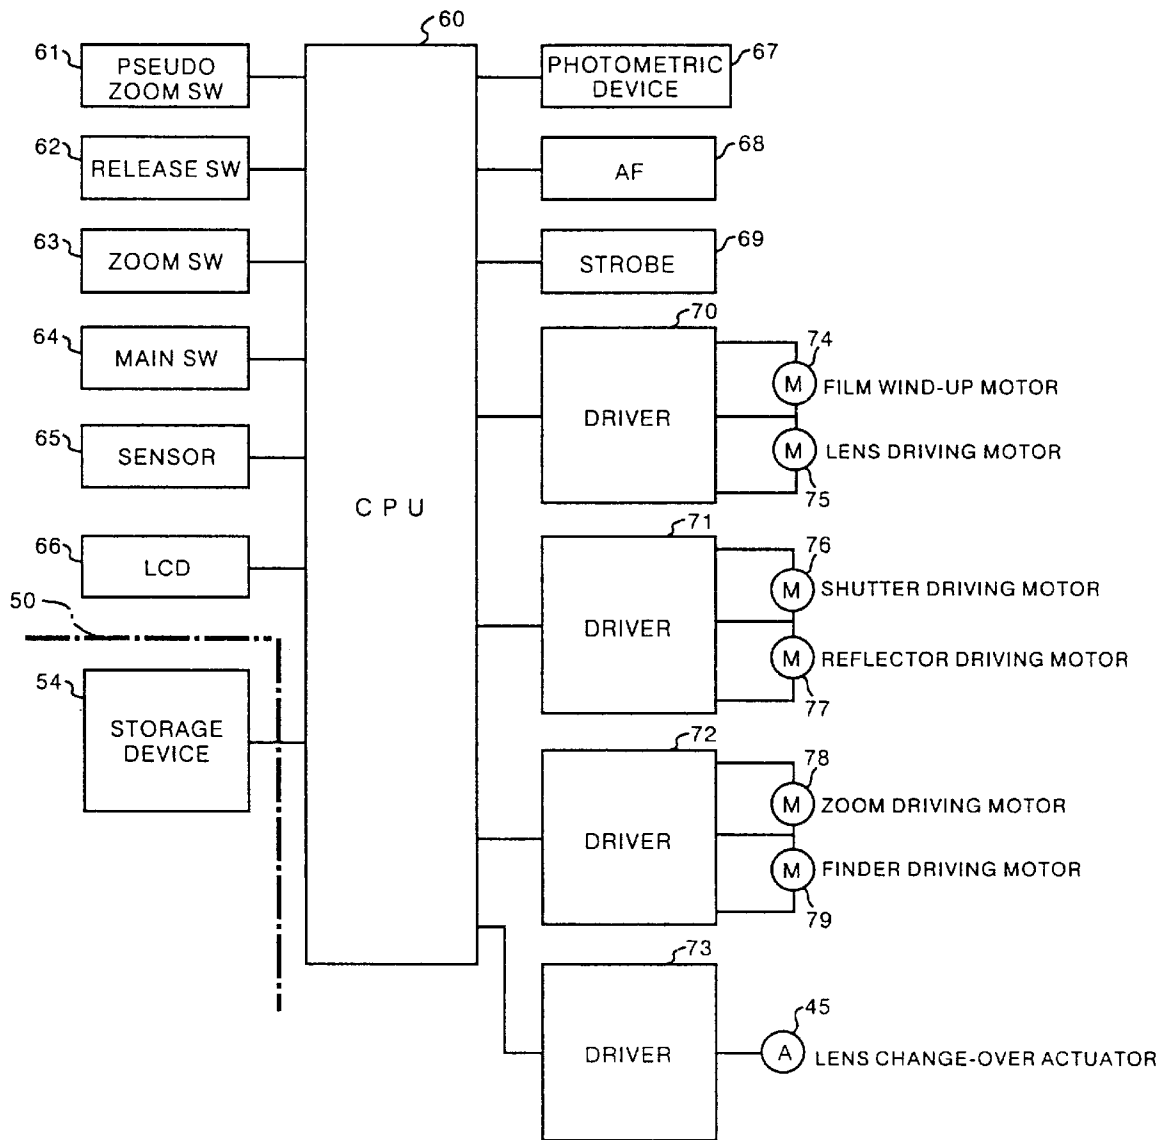 60
61
PSEUDO
ZOOM SW
62
RELEASE SW
63
ZOOM SW
64
MAIN SW
65
SENSOR
66
LCD
50
54
STORAGE
DEVICE
CPU
67
PHOTOMETRIC
DEVICE
68
AF
69
STROBE
70
DRIVER
74
M FILM WIND-UP MOTOR
M LENS DRIVING MOTOR
75
71
DRIVER
76
M SHUTTER DRIVING MOTOR
M REFLECTOR DRIVING MOTOR
77
72
DRIVER
78
M ZOOM DRIVING MOTOR
M FINDER DRIVING MOTOR
79
73
DRIVER
45
A LENS CHANGE-OVER ACTUATOR